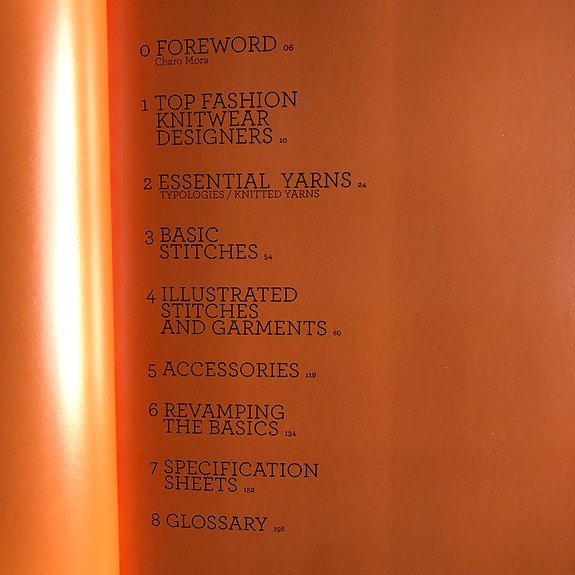 0 FOREWORD 06
Charo Mora
1 TOP FASHION
KNITWEAR
DESIGNERS 10
2 ESSENTIAL YARNS 24
TYPOLOGIES / KNITTED YARNS
3 BASIC
STITCHES 54
4 ILLUSTRATED
STITCHES
AND GARMENTS 60
5 ACCESSORIES 118
6 REVAMPING
THE BASICS 134
7 SPECIFICATION
SHEETS 152
8 GLOSSARY 156